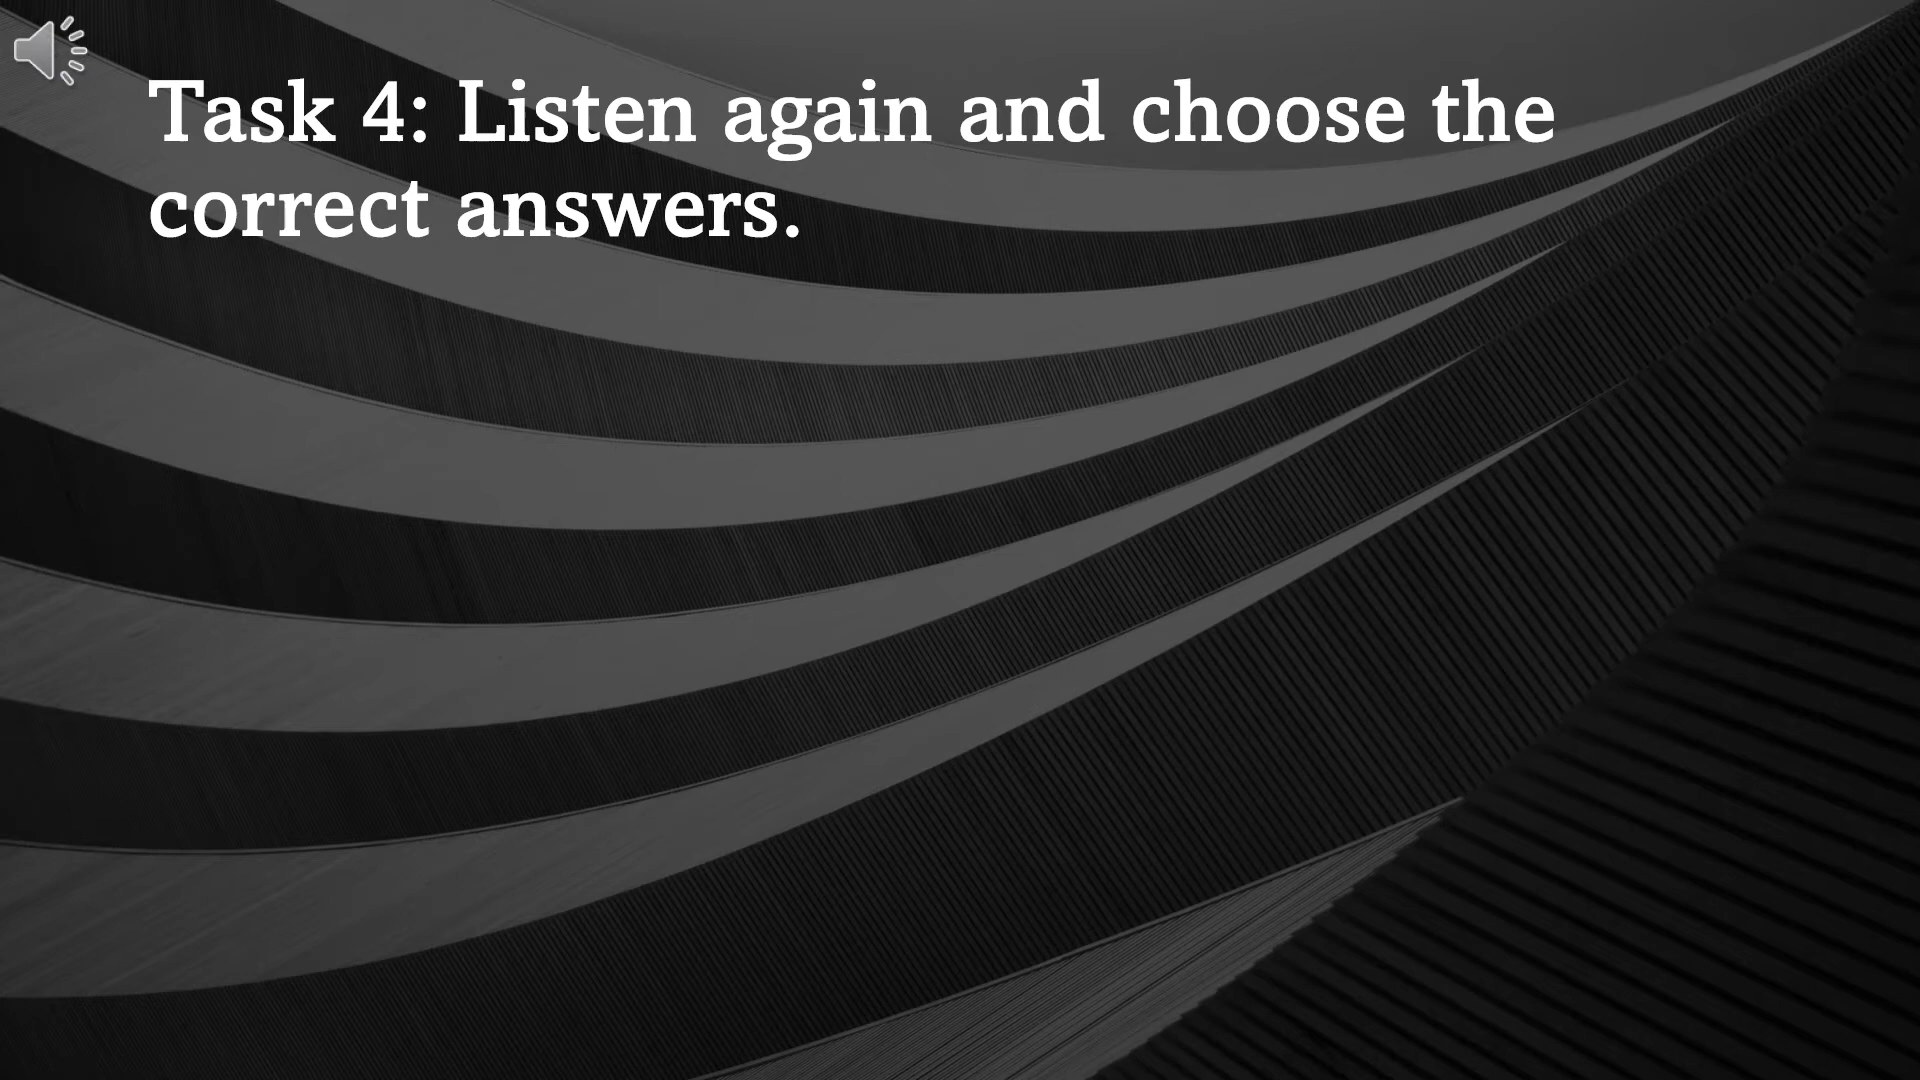 Task 4: Listen again and choose the
correct answers.